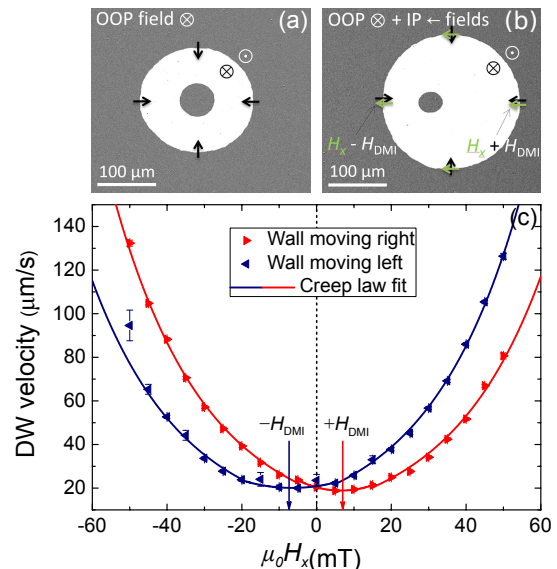 OOP field ⊗ (a)
⊙
⊗
100 μm
OOP ⊗ + IP ← fields (b)
⊙
⊗
Hx - HDMI
Hx + HDMI
100 μm
(c)
140
120
100
80
60
40
20
DW velocity (μm/s)
Wall moving right
Wall moving left
Creep law fit
−HDMI
+HDMI
-60 -40 -20 0 20 40 60
μ0Hx(mT)